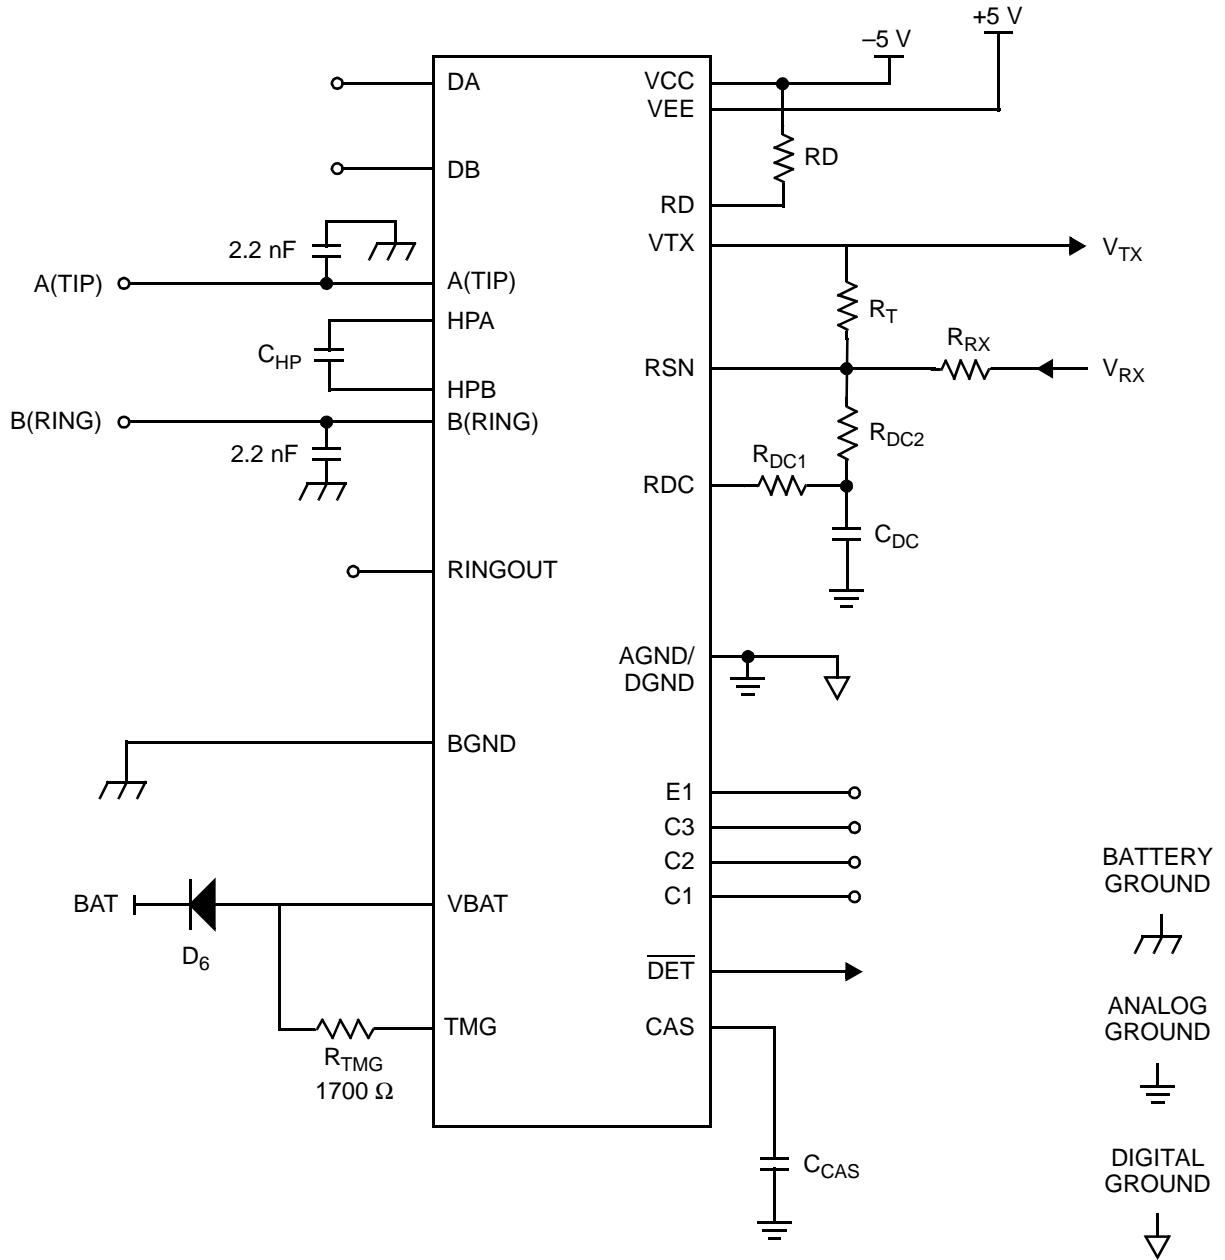 +5 V
–5 V
DA
VCC
VEE
RD
DB
RD
VTX
V_TX
2.2 nF
A(TIP)
A(TIP)
R_T
HPA
R_RX
C_HP
RSN
V_RX
HPB
B(RING)
B(RING)
R_DC2
2.2 nF
R_DC1
RDC
C_DC
RINGOUT
AGND/
DGND
BGND
E1
C3
C2
C1
BAT
VBAT
D_6
DET
TMG
CAS
R_TMG
1700 Ω
C_CAS
BATTERY
GROUND
ANALOG
GROUND
DIGITAL
GROUND